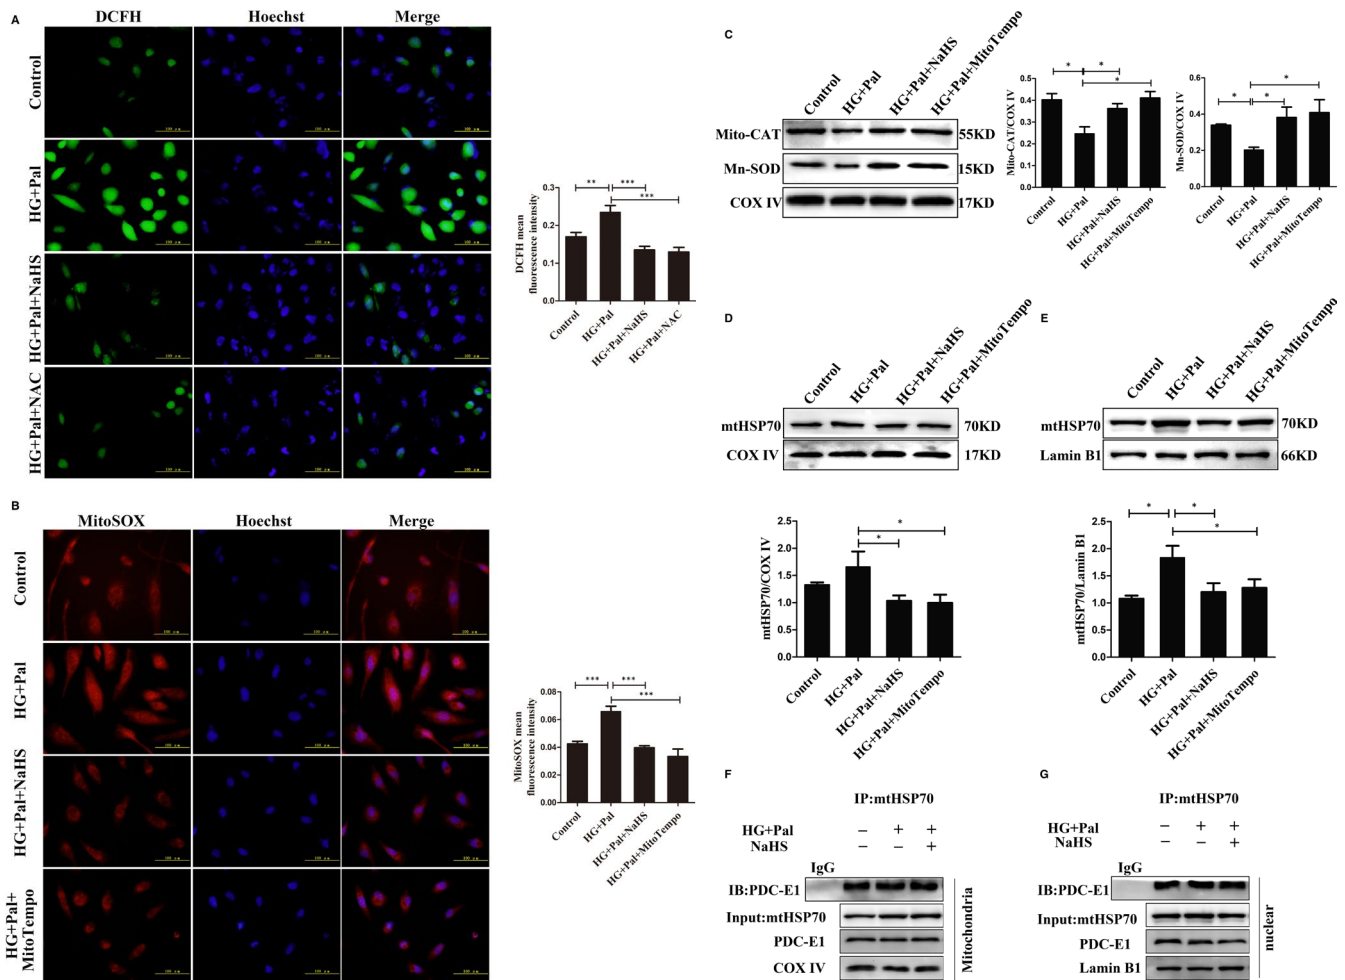 A
DCFH Hoechst Merge
Control
HG+Pal
HG+Pal+NaHS
HG+Pal+NAC
100 μm
DCFH mean
fluorescence intensity
0.3
0.2
0.1
0.0
** ***
***
Control
HG+Pal
HG+Pal+NaHS
HG+Pal+NAC
B
MitoSOX Hoechst Merge
Control
HG+Pal
HG+Pal+NaHS
HG+Pal+
MitoTempo
100 μm
MitoSOX mean
fluorescence intensity
0.08
0.06
0.04
0.02
0.00
*** ***
***
Control
HG+Pal
HG+Pal+NaHS
HG+Pal+MitoTempo
C
Control
HG+Pal
HG+Pal+NaHS
HG+Pal+MitoTempo
Mito-CAT 55KD
Mn-SOD 15KD
COX IV 17KD
Mito-CAT/COX IV
0.5
0.4
0.3
0.2
0.1
0.0
* *
*
Control
HG+Pal
HG+Pal+NaHS
HG+Pal+MitoTempo
Mn-SOD/COX IV
0.6
0.4
0.2
0.0
*
* *
Control
HG+Pal
HG+Pal+NaHS
HG+Pal+MitoTempo
D
Control
HG+Pal
HG+Pal+NaHS
HG+Pal+MitoTempo
mtHSP70 70KD
COX IV 17KD
mtHSP70/COX IV
2.5
2.0
1.5
1.0
0.5
0.0
*
*
Control
HG+Pal
HG+Pal+NaHS
HG+Pal+MitoTempo
E
Control
HG+Pal
HG+Pal+NaHS
HG+Pal+MitoTempo
mtHSP70 70KD
Lamin B1 66KD
mtHSP70/Lamin B1
2.5
2.0
1.5
1.0
0.5
0.0
* *
*
Control
HG+Pal
HG+Pal+NaHS
HG+Pal+MitoTempo
F
IP:mtHSP70
HG+Pal − + +
NaHS − − +
IgG
IB:PDC-E1
Input:mtHSP70
PDC-E1
COX IV
Mitochondria
G
IP:mtHSP70
HG+Pal − + +
NaHS − − +
IgG
IB:PDC-E1
Input:mtHSP70
PDC-E1
Lamin B1
nuclear